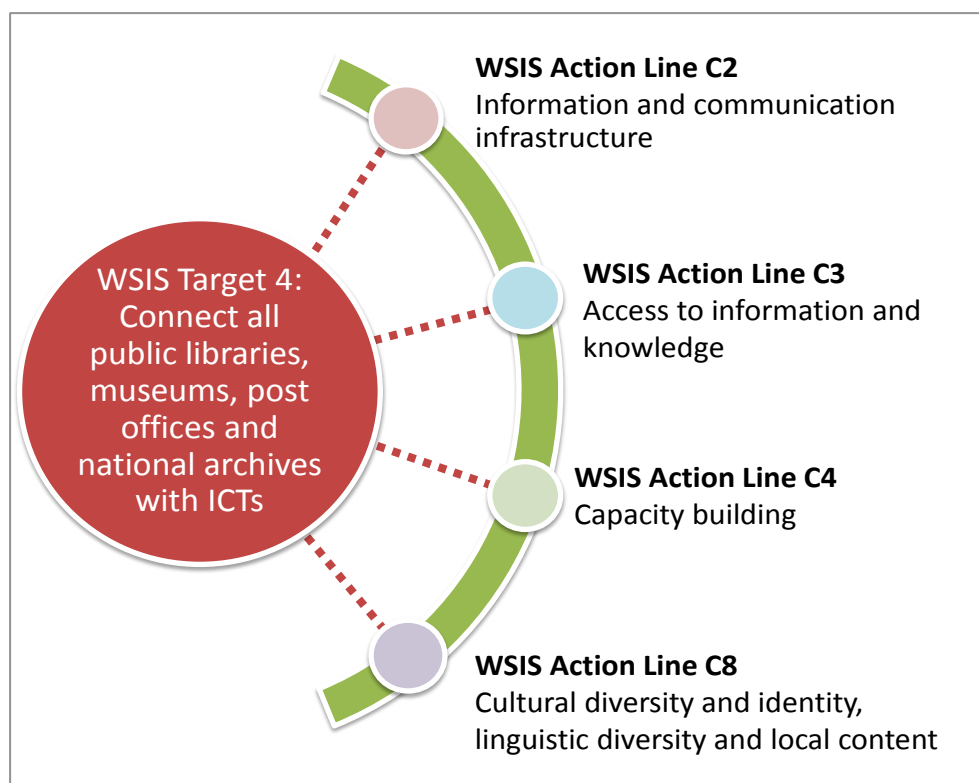 WSIS Action Line C2
Information and communication
infrastructure
WSIS Target 4:
Connect all
public libraries,
museums, post
offices and
national archives
with ICTs
WSIS Action Line C3
Access to information and
knowledge
WSIS Action Line C4
Capacity building
WSIS Action Line C8
Cultural diversity and identity,
linguistic diversity and local content